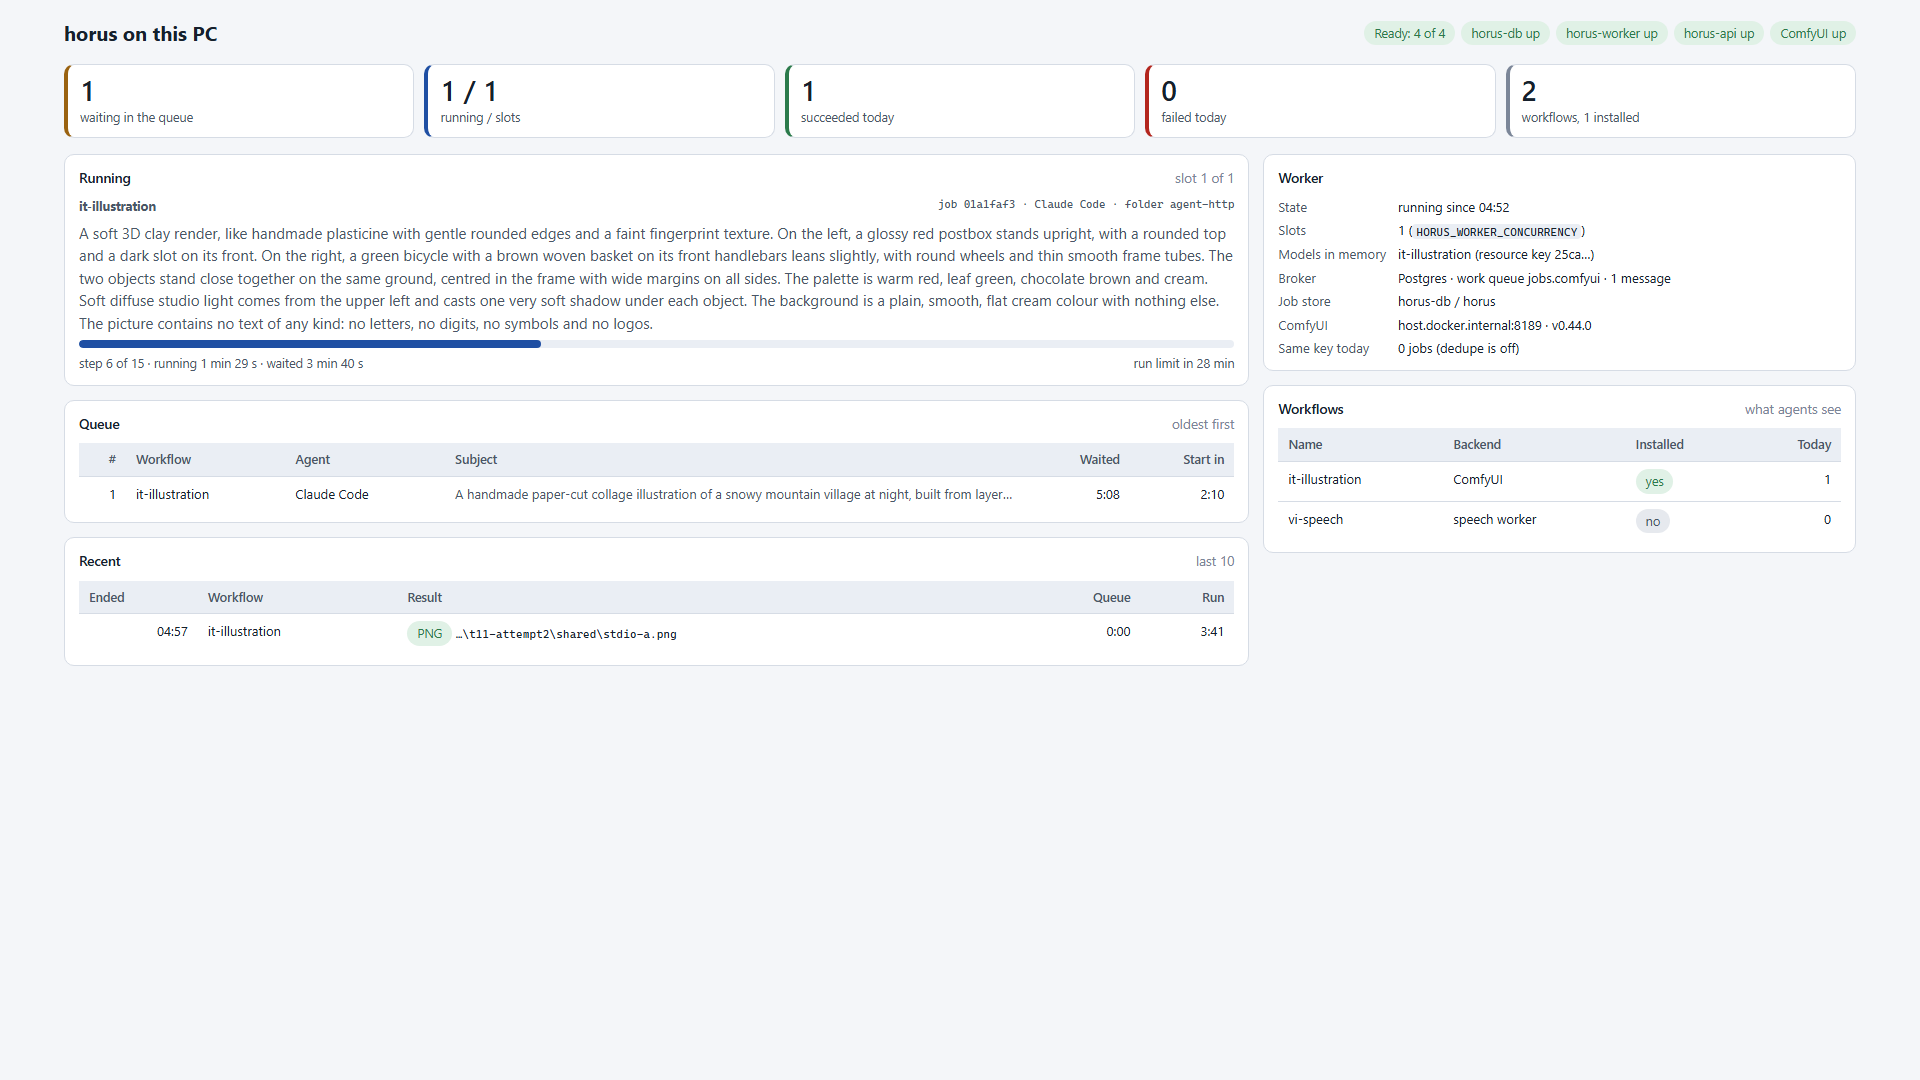 horus on this PC
Ready: 4 of 4 horus-db up horus-worker up horus-api up ComfyUI up
1
waiting in the queue
1 / 1
running / slots
1
succeeded today
0
failed today
2
workflows, 1 installed
Running slot 1 of 1
it-illustration job 01a1faf3 · Claude Code · folder agent-http
A soft 3D clay render, like handmade plasticine with gentle rounded edges and a faint fingerprint texture. On the left, a glossy red postbox stands upright, with a rounded top
and a dark slot on its front. On the right, a green bicycle with a brown woven basket on its front handlebars leans slightly, with round wheels and thin smooth frame tubes. The
two objects stand close together on the same ground, centred in the frame with wide margins on all sides. The palette is warm red, leaf green, chocolate brown and cream.
Soft diffuse studio light comes from the upper left and casts one very soft shadow under each object. The background is a plain, smooth, flat cream colour with nothing else.
The picture contains no text of any kind: no letters, no digits, no symbols and no logos.
step 6 of 15 · running 1 min 29 s · waited 3 min 40 s run limit in 28 min
Queue oldest first
# Workflow Agent Subject Waited Start in
1 it-illustration Claude Code A handmade paper-cut collage illustration of a snowy mountain village at night, built from layer... 5:08 2:10
Recent last 10
Ended Workflow Result Queue Run
04:57 it-illustration PNG …\t11-attempt2\shared\stdio-a.png 0:00 3:41
Worker
State running since 04:52
Slots 1 ( HORUS_WORKER_CONCURRENCY )
Models in memory it-illustration (resource key 25ca…)
Broker Postgres · work queue jobs.comfyui · 1 message
Job store horus-db / horus
ComfyUI host.docker.internal:8189 · v0.44.0
Same key today 0 jobs (dedupe is off)
Workflows what agents see
Name Backend Installed Today
it-illustration ComfyUI yes 1
vi-speech speech worker no 0